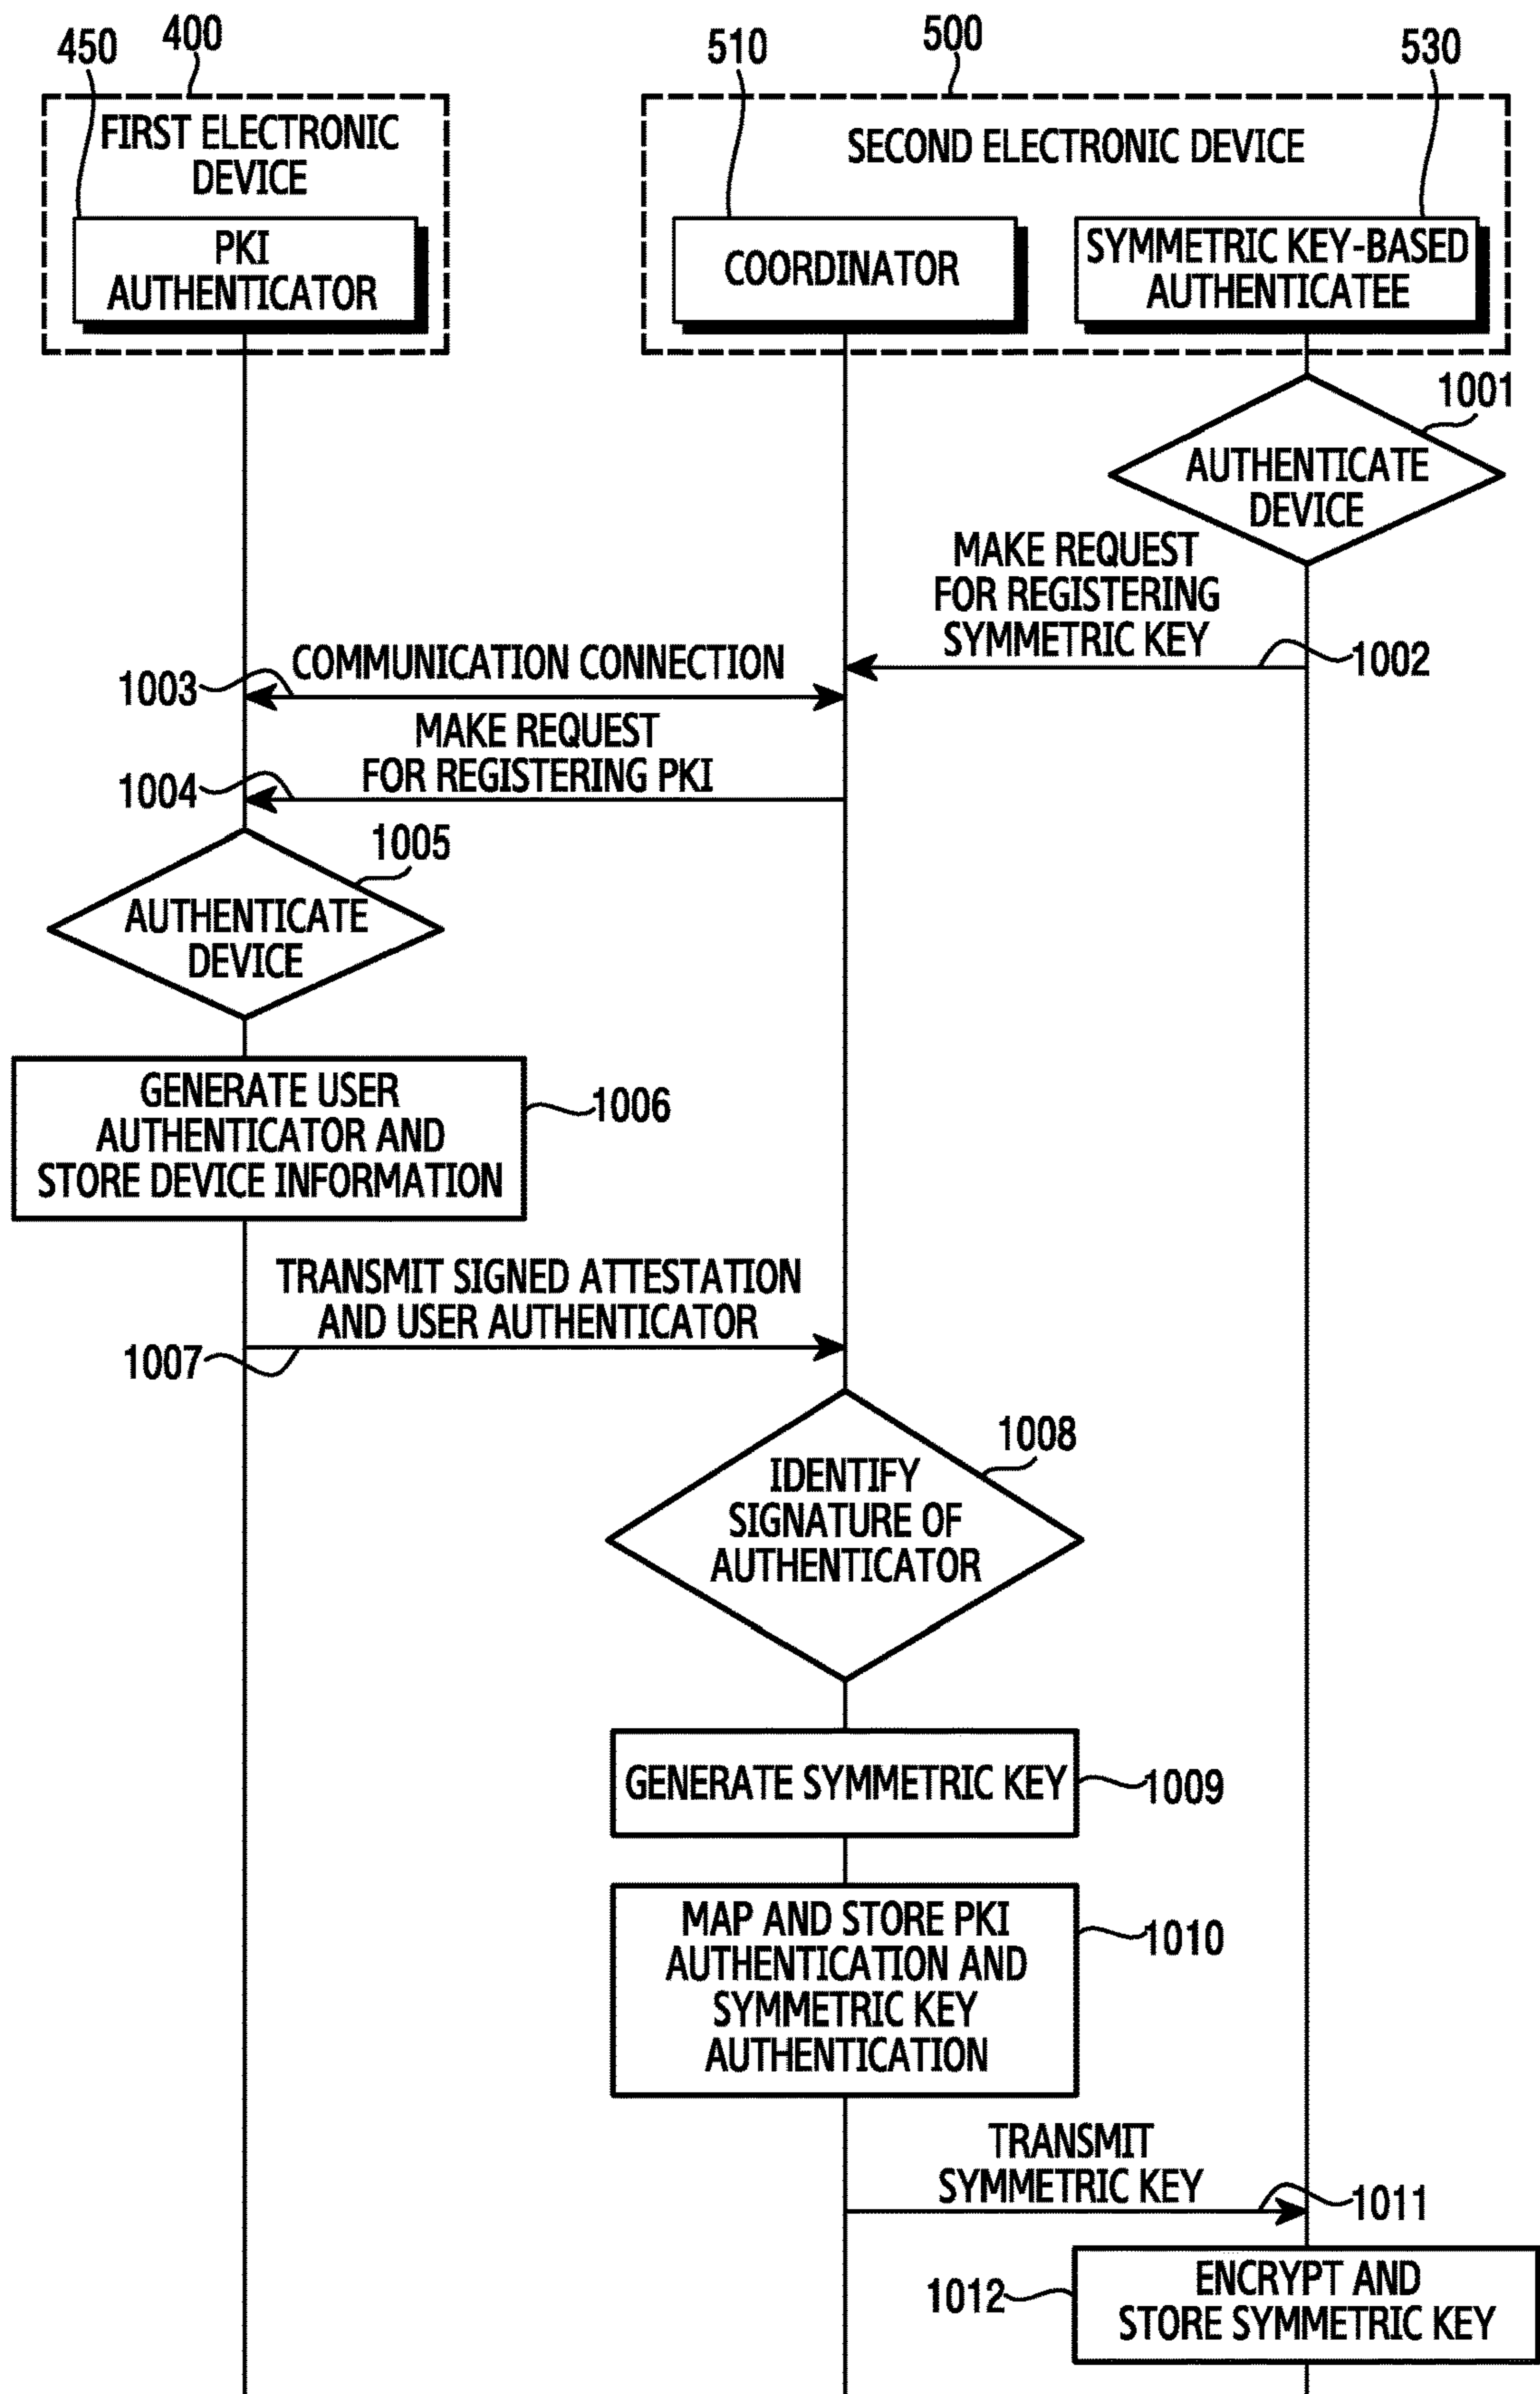 450
400
510
500
530
FIRST ELECTRONIC
DEVICE
SECOND ELECTRONIC DEVICE
PKI
AUTHENTICATOR
COORDINATOR
SYMMETRIC KEY-BASED
AUTHENTICATEE
1001
AUTHENTICATE
DEVICE
MAKE REQUEST
FOR REGISTERING
SYMMETRIC KEY
1002
COMMUNICATION CONNECTION
1003
MAKE REQUEST
FOR REGISTERING PKI
1004
1005
AUTHENTICATE
DEVICE
GENERATE USER
AUTHENTICATOR AND
STORE DEVICE INFORMATION
1006
TRANSMIT SIGNED ATTESTATION
AND USER AUTHENTICATOR
1007
1008
IDENTIFY
SIGNATURE OF
AUTHENTICATOR
GENERATE SYMMETRIC KEY
1009
MAP AND STORE PKI
AUTHENTICATION AND
SYMMETRIC KEY
AUTHENTICATION
1010
TRANSMIT
SYMMETRIC KEY
1011
1012
ENCRYPT AND
STORE SYMMETRIC KEY